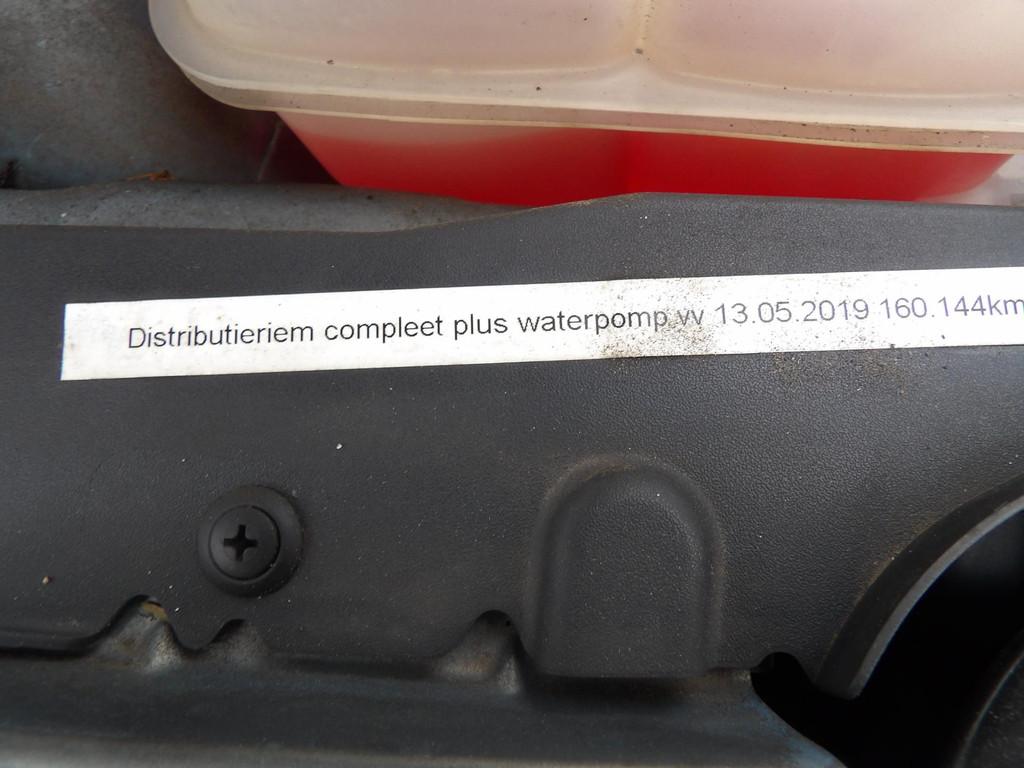 Distributieriem compleet plus waterpomp vv 13.05.2019 160.144km